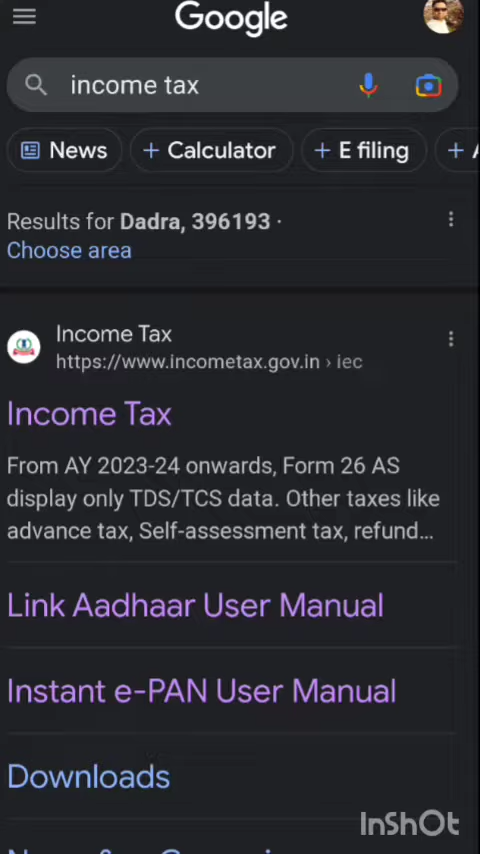 Google
income tax
News
+ Calculator
+ E filing
+
Results for Dadra, 396193 ·
Choose area
Income Tax
https://www.incometax.gov.in › iec
Income Tax
From AY 2023-24 onwards, Form 26 AS
display only TDS/TCS data. Other taxes like
advance tax, Self-assessment tax, refund...
Link Aadhaar User Manual
Instant e-PAN User Manual
Downloads
InShOt